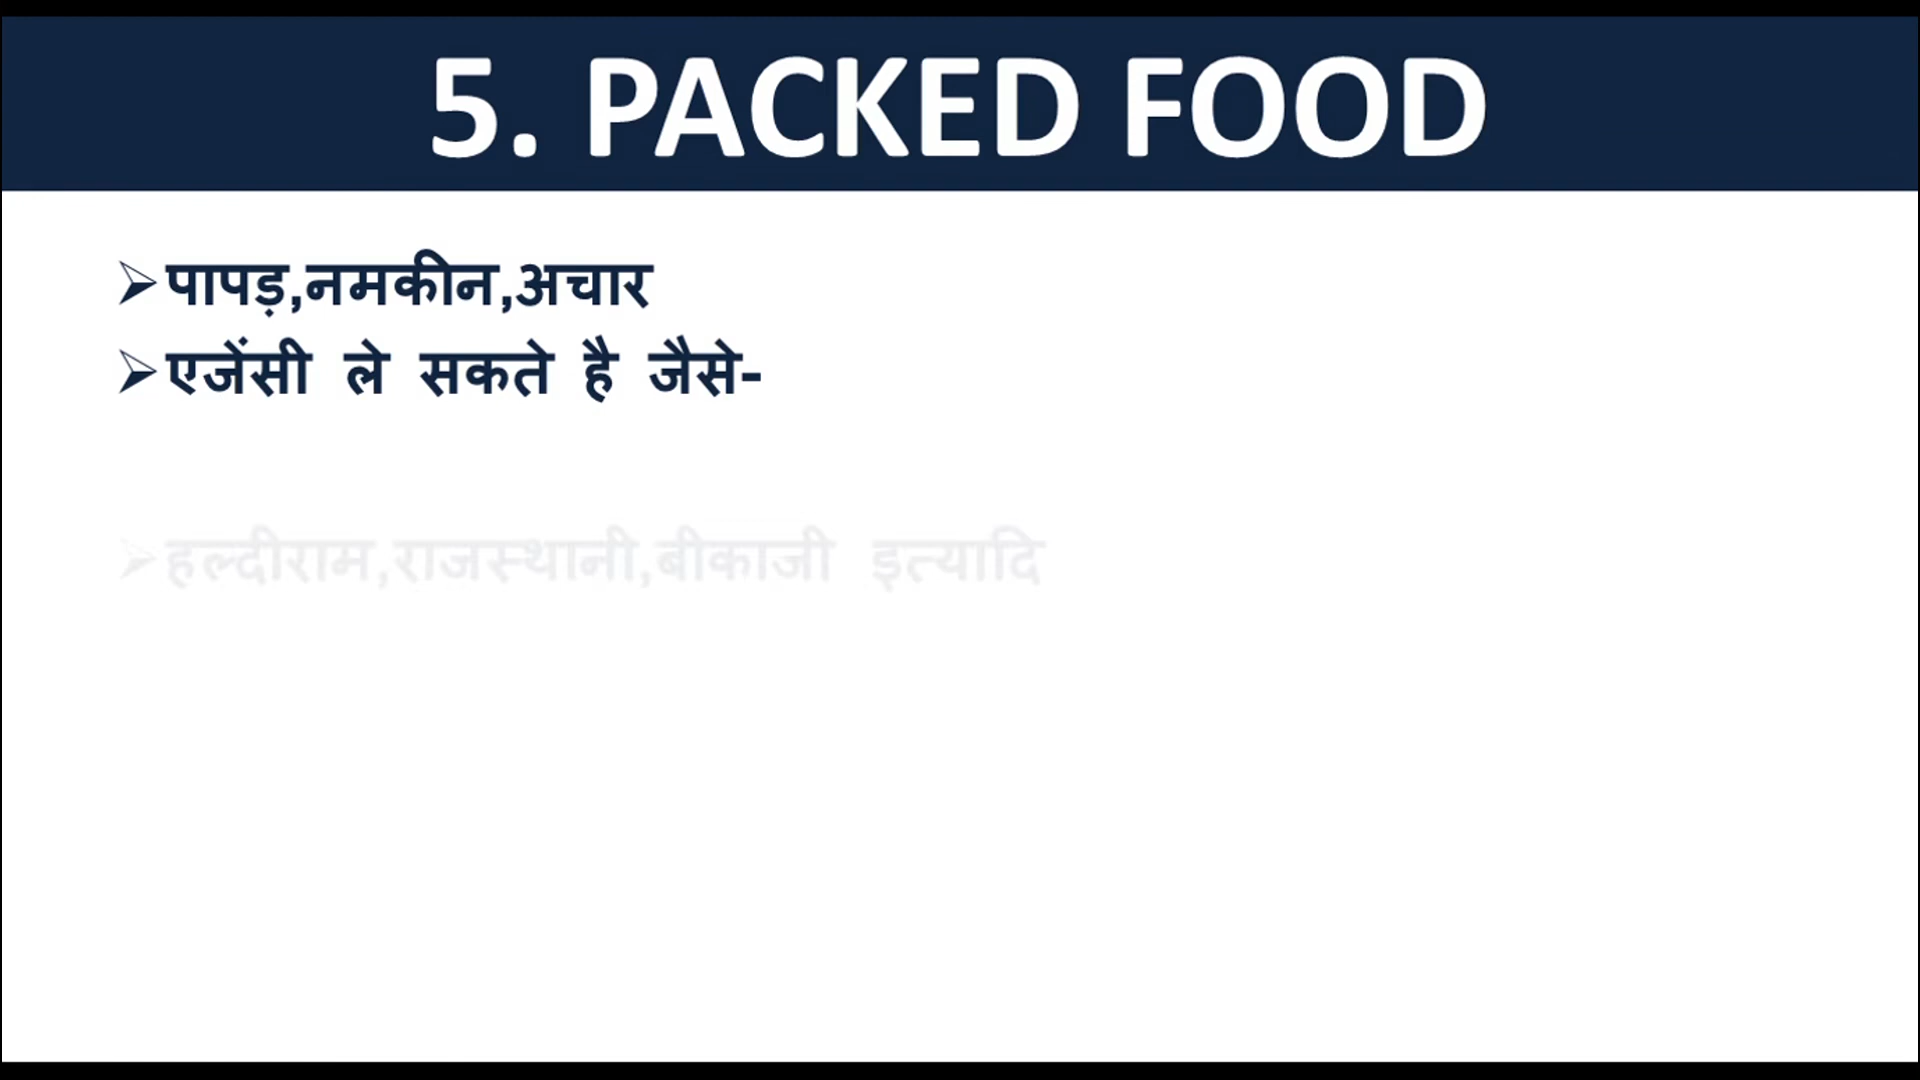 5. PACKED FOOD
➢पापड़,नमकीन,अचार
➢एजेंसी ले सकते है जैसे-
➢हल्दीराम,राजस्थानी,बीकाजी इत्यादि